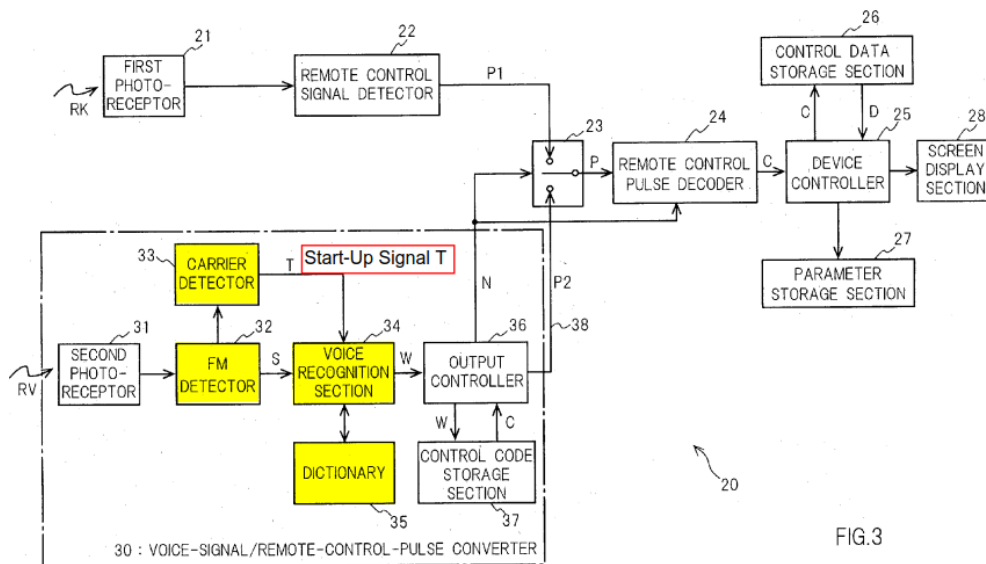 21
FIRST
PHOTO-
RECEPTOR
RK
22
REMOTE CONTROL
SIGNAL DETECTOR
P1
23
P
24
REMOTE CONTROL
PULSE DECODER
C
26
CONTROL DATA
STORAGE SECTION
C
D
25
DEVICE
CONTROLLER
28
SCREEN
DISPLAY
SECTION
27
PARAMETER
STORAGE SECTION
33
CARRIER
DETECTOR
T
Start-Up Signal T
N
P2
38
31
SECOND
PHOTO-
RECEPTOR
RV
32
FM
DETECTOR
S
34
VOICE
RECOGNITION
SECTION
W
36
OUTPUT
CONTROLLER
W
C
DICTIONARY
35
CONTROL CODE
STORAGE
SECTION
37
20
30 : VOICE-SIGNAL/REMOTE-CONTROL-PULSE CONVERTER
FIG.3